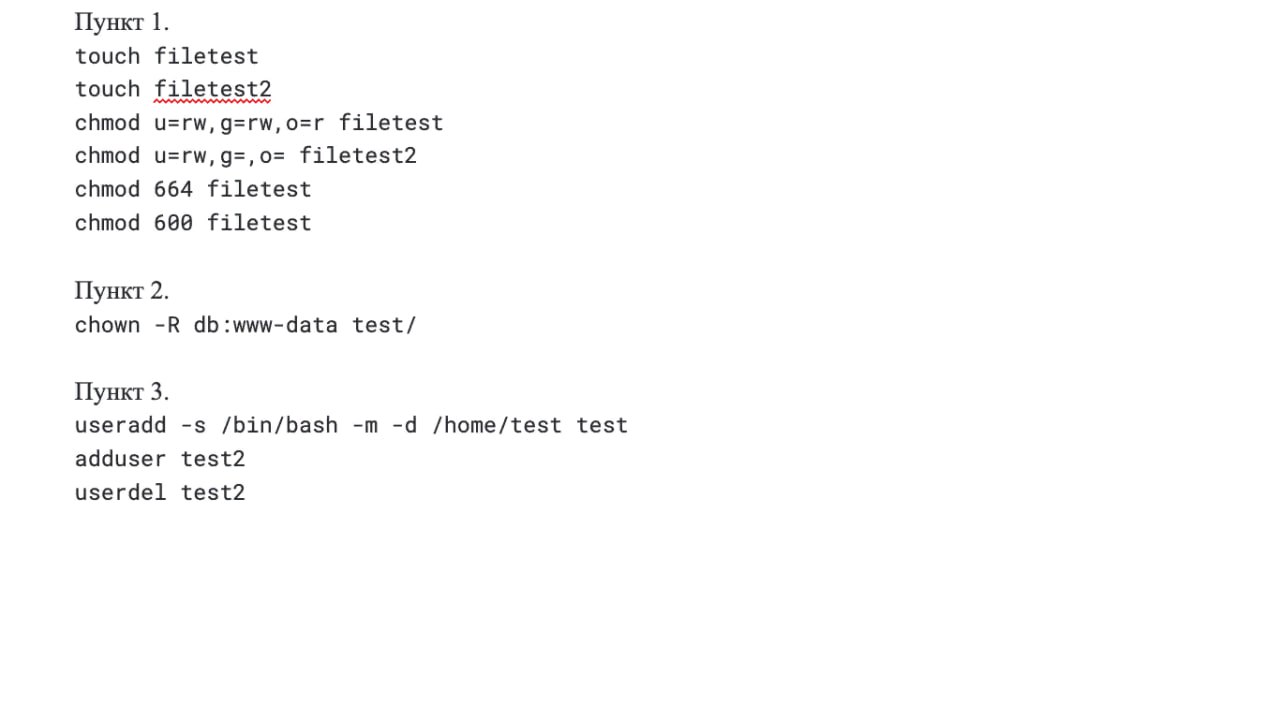 Пункт 1.
touch filetest
touch filetest2
chmod u=rw,g=rw,o=r filetest
chmod u=rw,g=,o= filetest2
chmod 664 filetest
chmod 600 filetest
Пункт 2.
chown -R db:www-data test/
Пункт 3.
useradd -s /bin/bash -m -d /home/test test
adduser test2
userdel test2